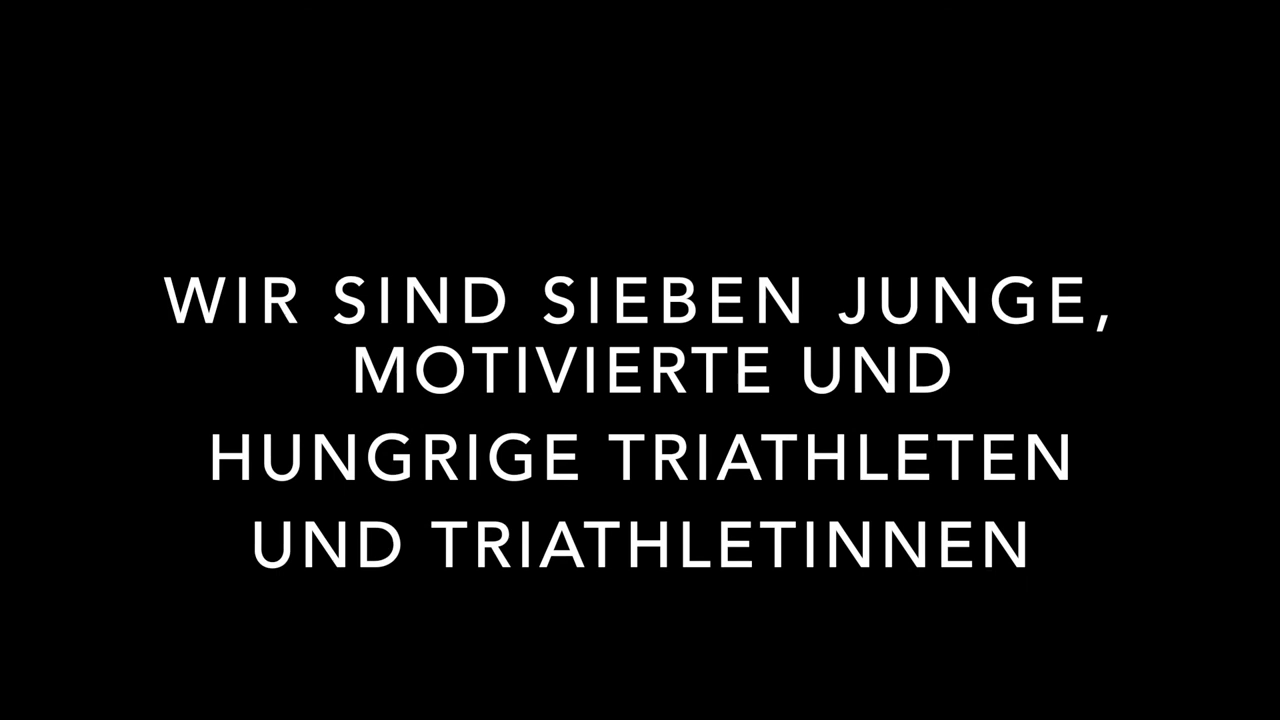 WIR SIND SIEBEN JUNGE,
MOTIVIERTE UND
HUNGRIGE TRIATHLETEN
UND TRIATHLETINNEN